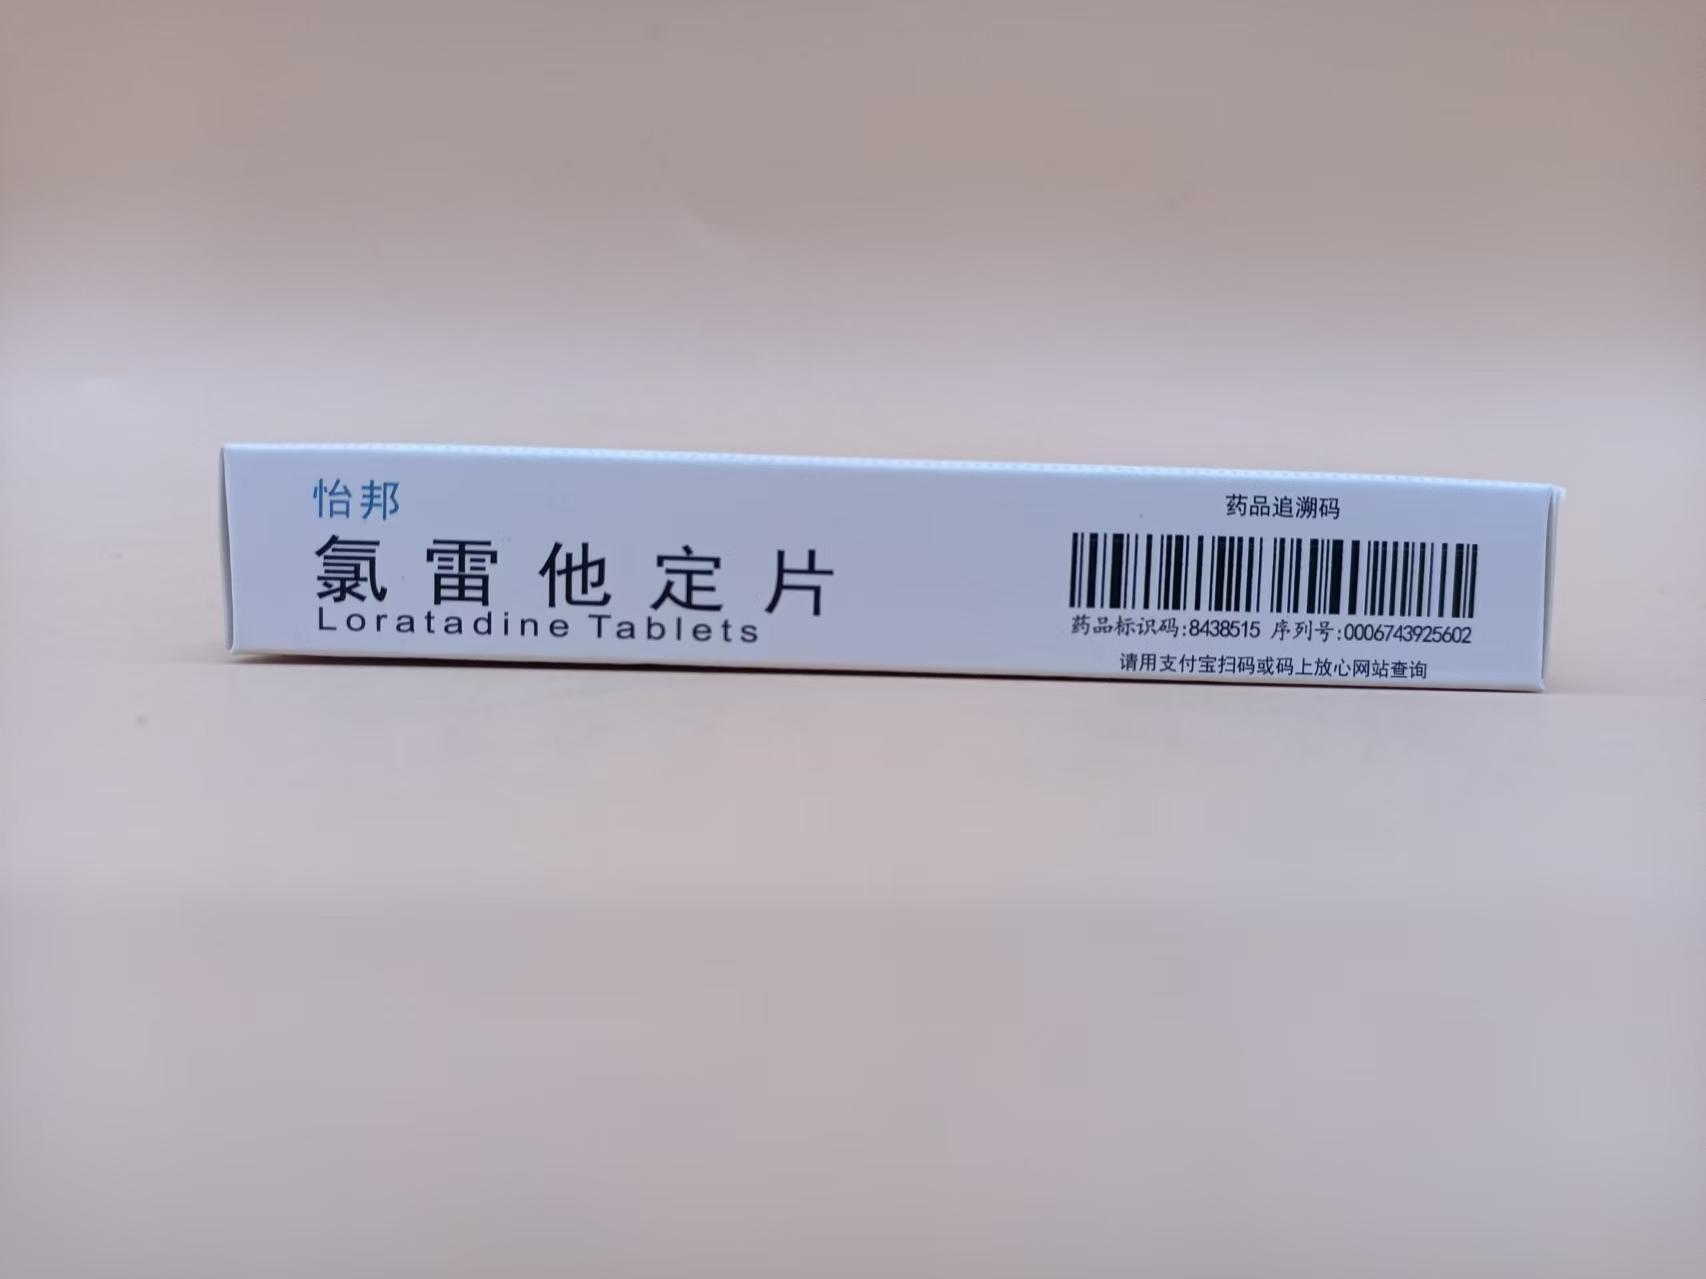 怡邦
氯雷他定片
Loratadine Tablets
药品追溯码
药品标识码:8438515 序列号:0006743925602
请用支付宝扫码或码上放心网站查询